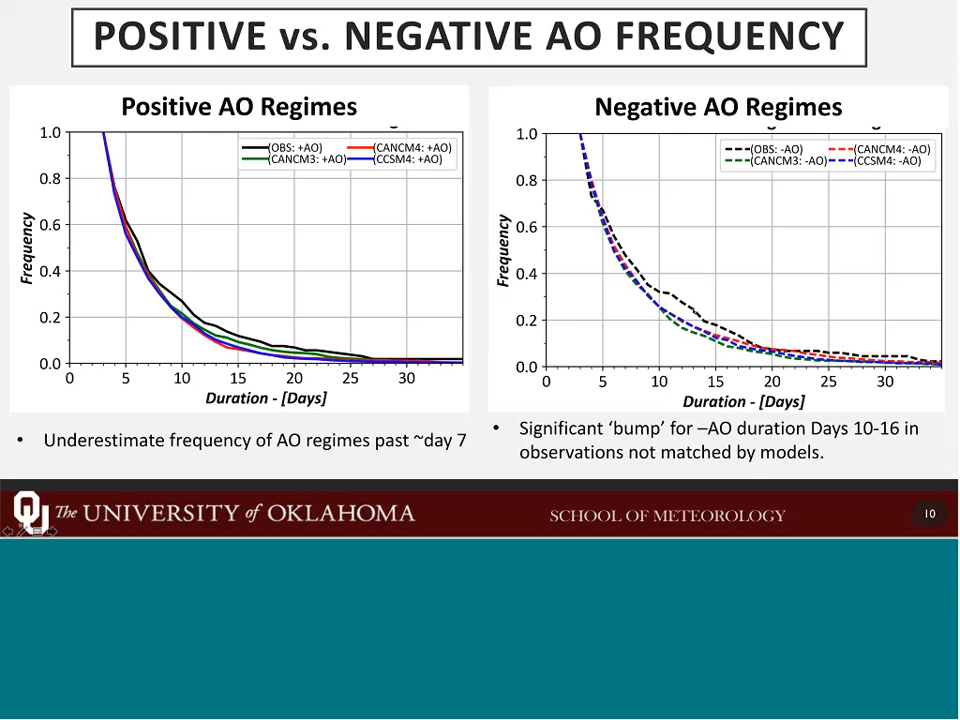 POSITIVE vs. NEGATIVE AO FREQUENCY
Positive AO Regimes
1.0
0.8
0.6
0.4
0.2
0.0
Frequency
(OBS: +AO) (CANCM4: +AO)
(CANCM3: +AO) (CCSM4: +AO)
0 5 10 15 20 25 30
Duration - [Days]
• Underestimate frequency of AO regimes past ~day 7
Negative AO Regimes
1.0
0.8
0.6
0.4
0.2
0.0
Frequency
(OBS: -AO) (CANCM4: -AO)
(CANCM3: -AO) (CCSM4: -AO)
0 5 10 15 20 25 30
Duration - [Days]
• Significant ‘bump’ for –AO duration Days 10-16 in
observations not matched by models.
OU The UNIVERSITY of OKLAHOMA
SCHOOL OF METEOROLOGY
10